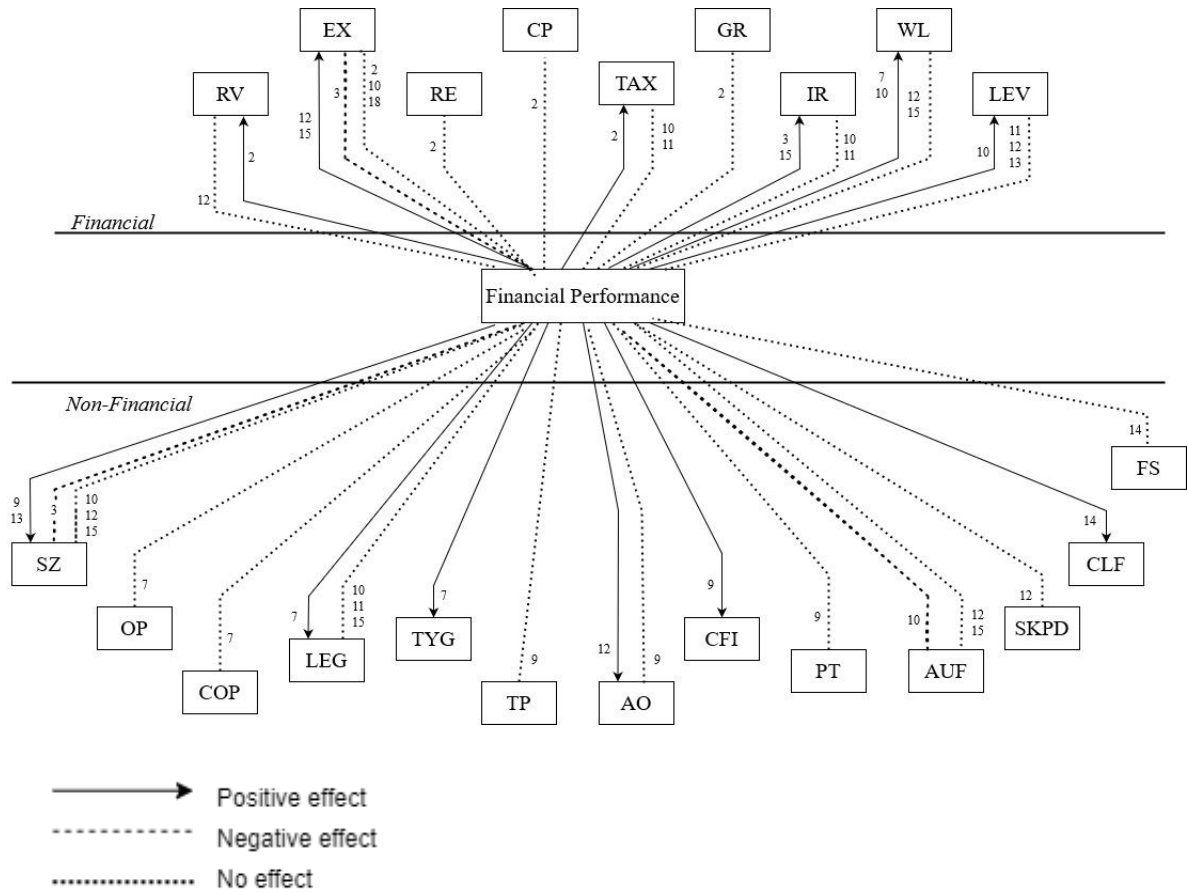 EX
CP
GR
WL
RV
RE
TAX
IR
LEV
2
10
18
3
12
15
2
12
2
2
2
10
11
2
3
15
10
11
7
10
12
15
10
11
12
13
Financial
Financial Performance
Non-Financial
9
13
3
10
12
15
SZ
7
OP
7
COP
7
10
11
15
LEG
7
TYG
9
TP
12
9
AO
9
CFI
9
PT
10
12
15
AUF
12
SKPD
14
CLF
14
FS
Positive effect
Negative effect
No effect